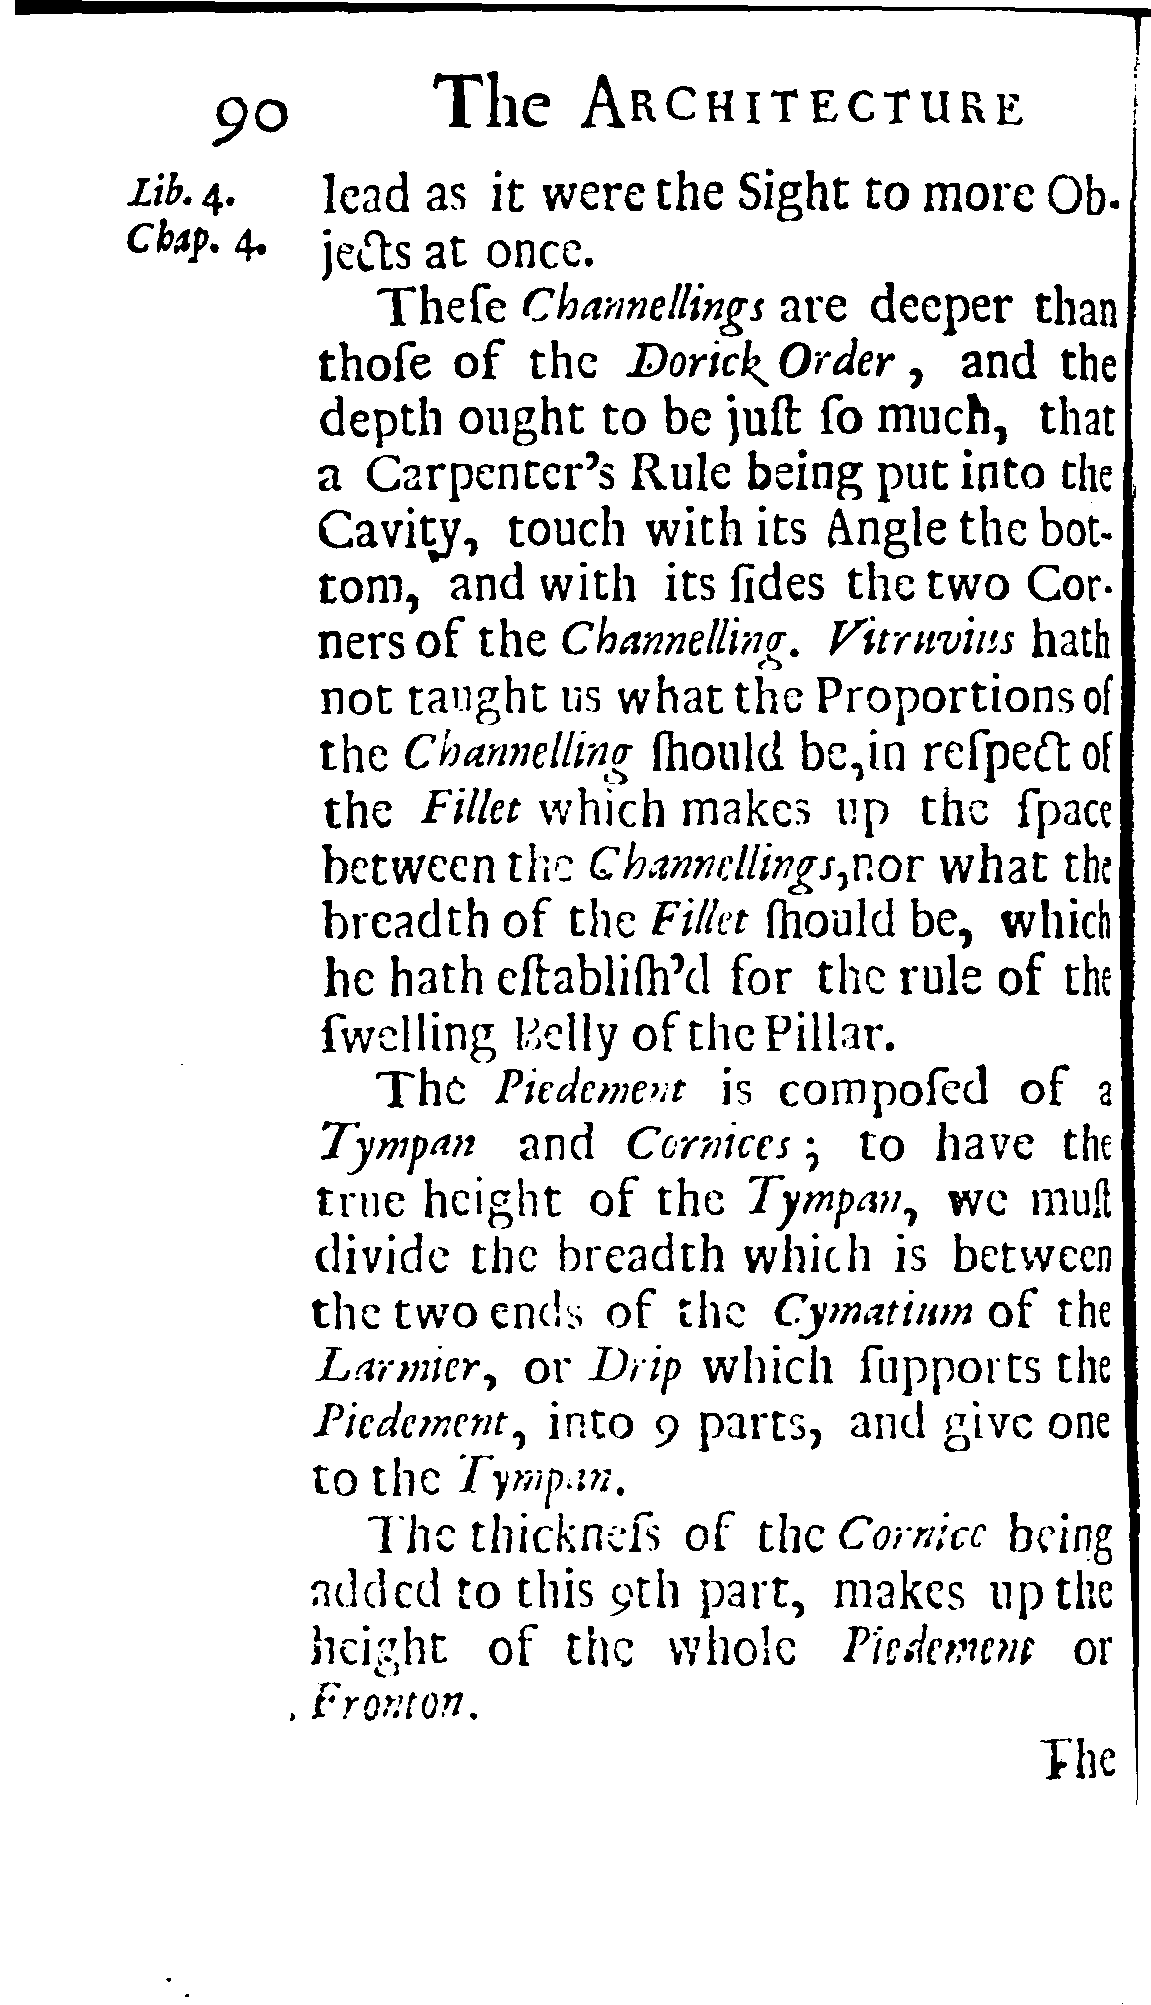 90 The ARCHITECTURE
Lib. 4.
Chap. 4.
lead as it were the Sight to more Ob-
jects at once.
Theſe Channellings are deeper than
thoſe of the Dorick Order, and the
depth ought to be juſt ſo much, that
a Carpenter's Rule being put into the
Cavity, touch with its Angle the bot-
tom, and with its ſides the two Cor-
ners of the Channelling. Vitruvius hath
not taught us what the Proportions of
the Channelling ſhould be, in reſpect of
the Fillet which makes up the ſpace
between the Channellings, nor what the
breadth of the Fillet ſhould be, which
he hath eſtabliſh'd for the rule of the
ſwelling Belly of the Pillar.
The Piedement is compoſed of a
Tympan and Cornices; to have the
true height of the Tympan, we muſt
divide the breadth which is between
the two ends of the Cymatium of the
Larmier, or Drip which ſupports the
Piedement, into 9 parts, and give one
to the Tympan.
The thickneſs of the Cornice being
added to this 9th part, makes up the
height of the whole Piedement or
Fronton.
The